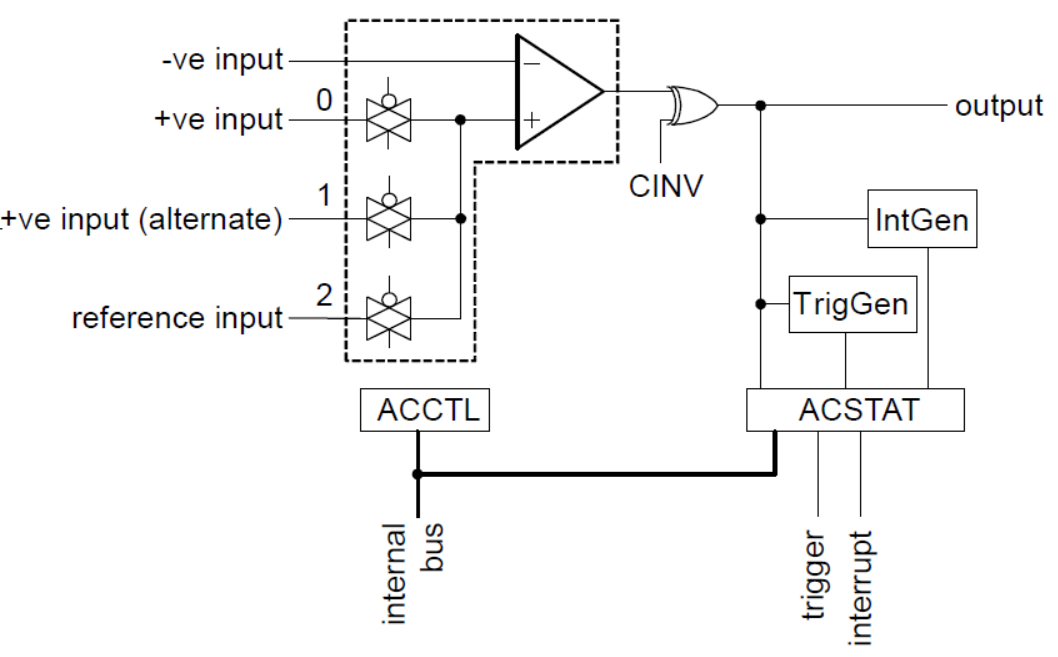 -ve input
0
+ve input
1
+ve input (alternate)
2
reference input
−
+
CINV
output
IntGen
TrigGen
ACCTL
ACSTAT
internal
bus
trigger
interrupt